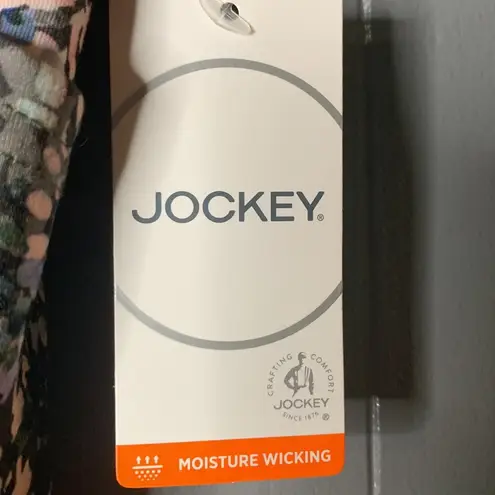 JOCKEY®
CRAFTING COMFORT
JOCKEY
SINCE 1876 ®
MOISTURE WICKING